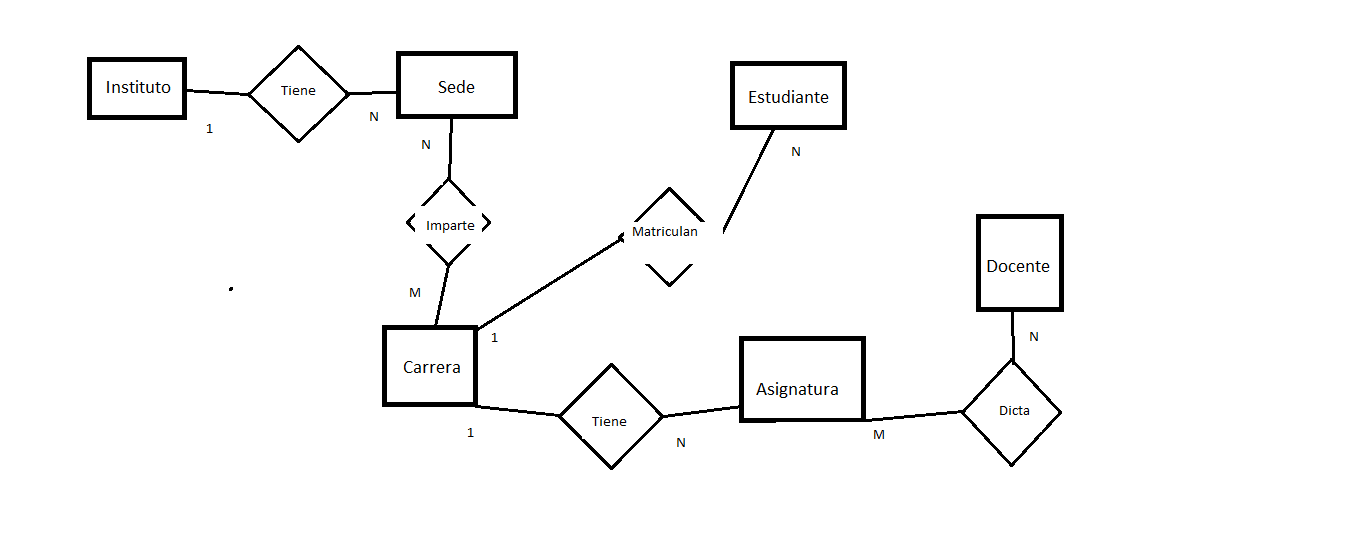 Instituto
Tiene
Sede
Estudiante
1
N
N
N
Imparte
Matriculan
Docente
M
1
N
Carrera
Asignatura
Tiene
Dicta
1
N
M